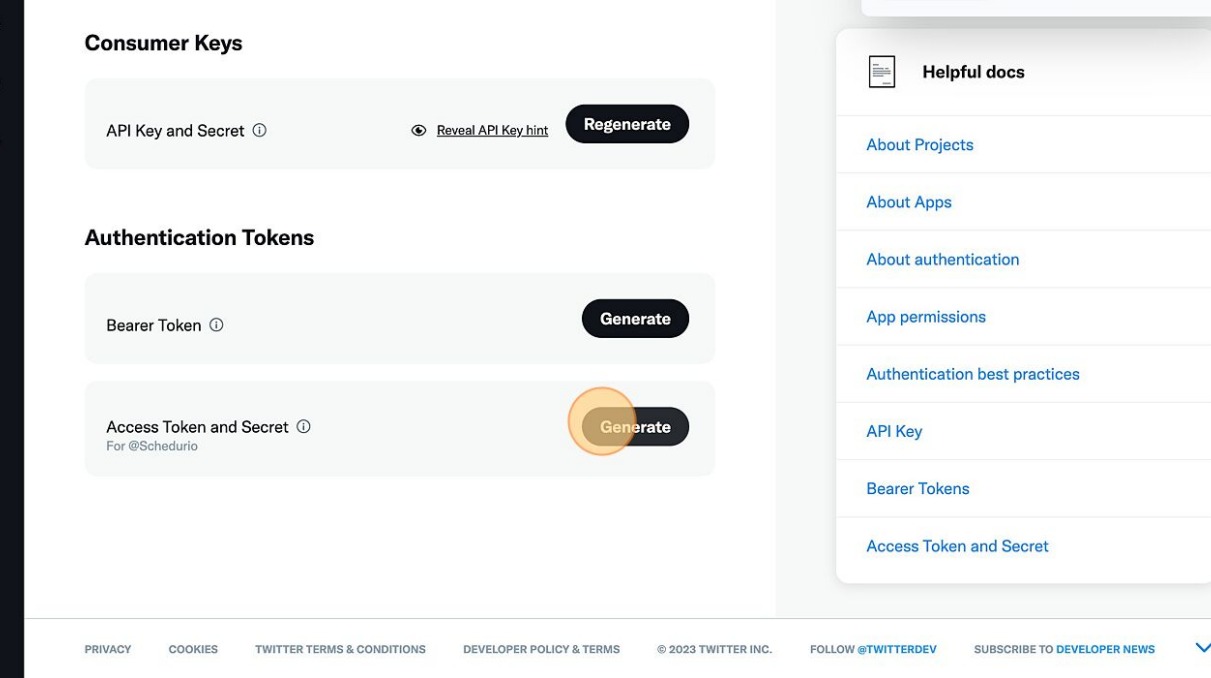 Consumer Keys
API Key and Secret
Reveal API Key hint
Regenerate
Authentication Tokens
Bearer Token
Generate
Access Token and Secret
For @Schedurio
Generate
Helpful docs
About Projects
About Apps
About authentication
App permissions
Authentication best practices
API Key
Bearer Tokens
Access Token and Secret
PRIVACY COOKIES TWITTER TERMS & CONDITIONS DEVELOPER POLICY & TERMS © 2023 TWITTER INC. FOLLOW @TWITTERDEV SUBSCRIBE TO DEVELOPER NEWS